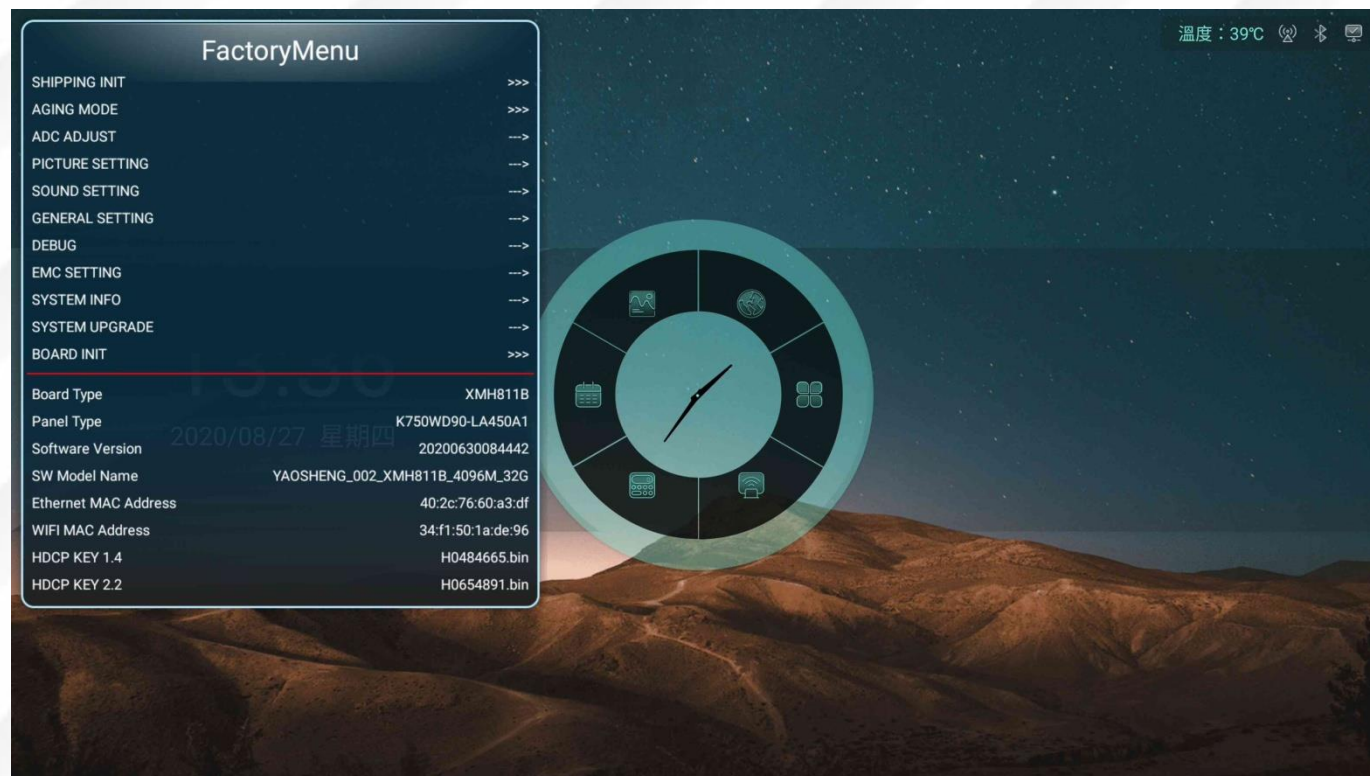 溫度：39℃
FactoryMenu
SHIPPING INIT >>>
AGING MODE >>>
ADC ADJUST --->
PICTURE SETTING --->
SOUND SETTING --->
GENERAL SETTING --->
DEBUG --->
EMC SETTING --->
SYSTEM INFO --->
SYSTEM UPGRADE --->
BOARD INIT >>>
Board Type XMH811B
Panel Type K750WD90-LA450A1
2020/08/27 星期四
Software Version 20200630084442
SW Model Name YAOSHENG_002_XMH811B_4096M_32G
Ethernet MAC Address 40:2c:76:60:a3:df
WIFI MAC Address 34:f1:50:1a:de:96
HDCP KEY 1.4 H0484665.bin
HDCP KEY 2.2 H0654891.bin